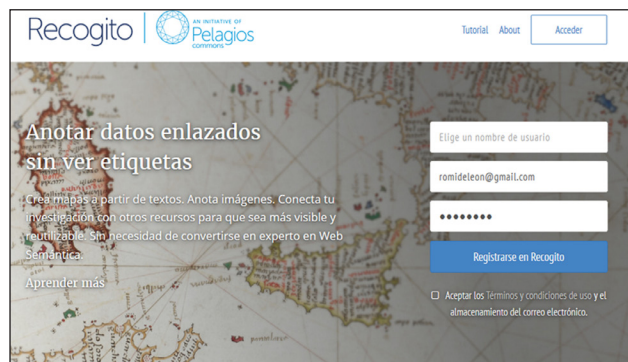 Recogito
AN INITIATIVE OF
Pelagios
commons
Tutorial About Acceder
Anotar datos enlazados
sin ver etiquetas
Crea mapas a partir de textos. Anota imágenes. Conecta tu
investigación con otros recursos para que sea más visible y
reutilizable. Sin necesidad de convertirse en experto en Web
Semántica.
Aprender más
Elige un nombre de usuario
romideleon@gmail.com
••••••••
Registrarse en Recogito
Aceptar los Términos y condiciones de uso y el
almacenamiento del correo electrónico.